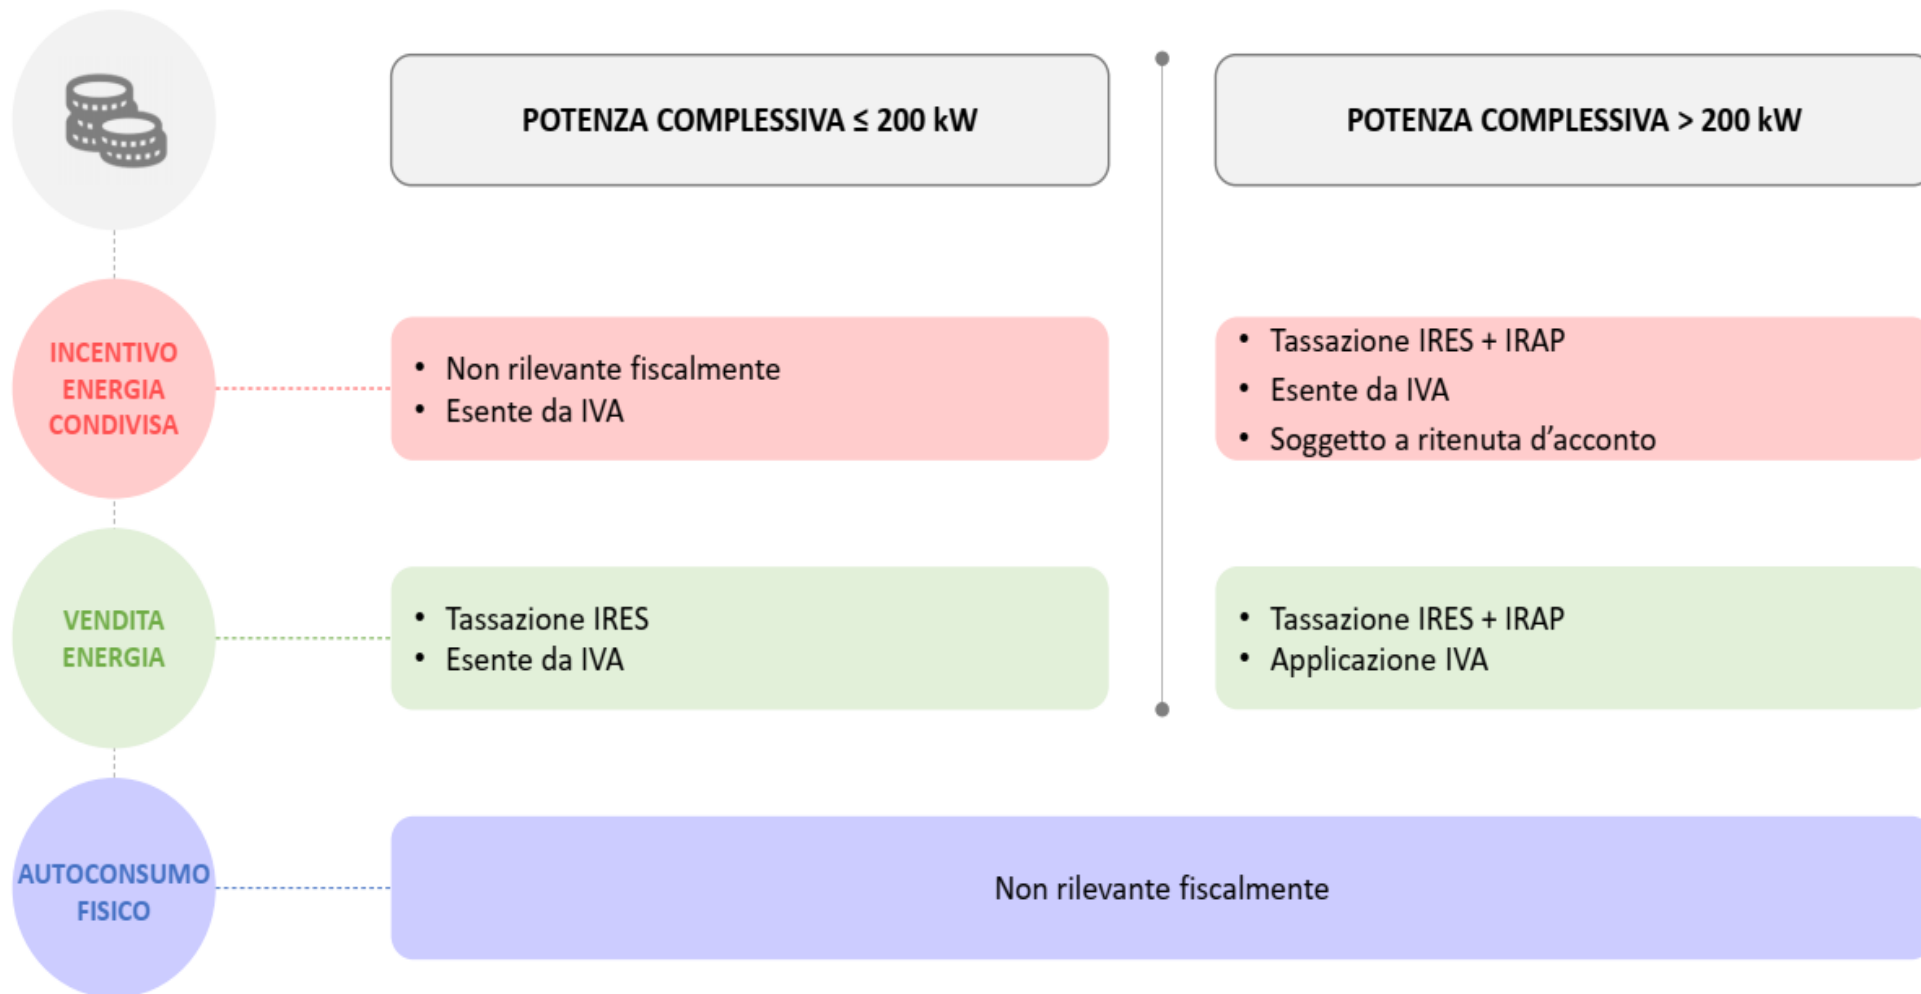 POTENZA COMPLESSIVA ≤ 200 kW
POTENZA COMPLESSIVA > 200 kW
INCENTIVO
ENERGIA
CONDIVISA
• Non rilevante fiscalmente
• Esente da IVA
• Tassazione IRES + IRAP
• Esente da IVA
• Soggetto a ritenuta d’acconto
VENDITA
ENERGIA
• Tassazione IRES
• Esente da IVA
• Tassazione IRES + IRAP
• Applicazione IVA
AUTOCONSUMO
FISICO
Non rilevante fiscalmente